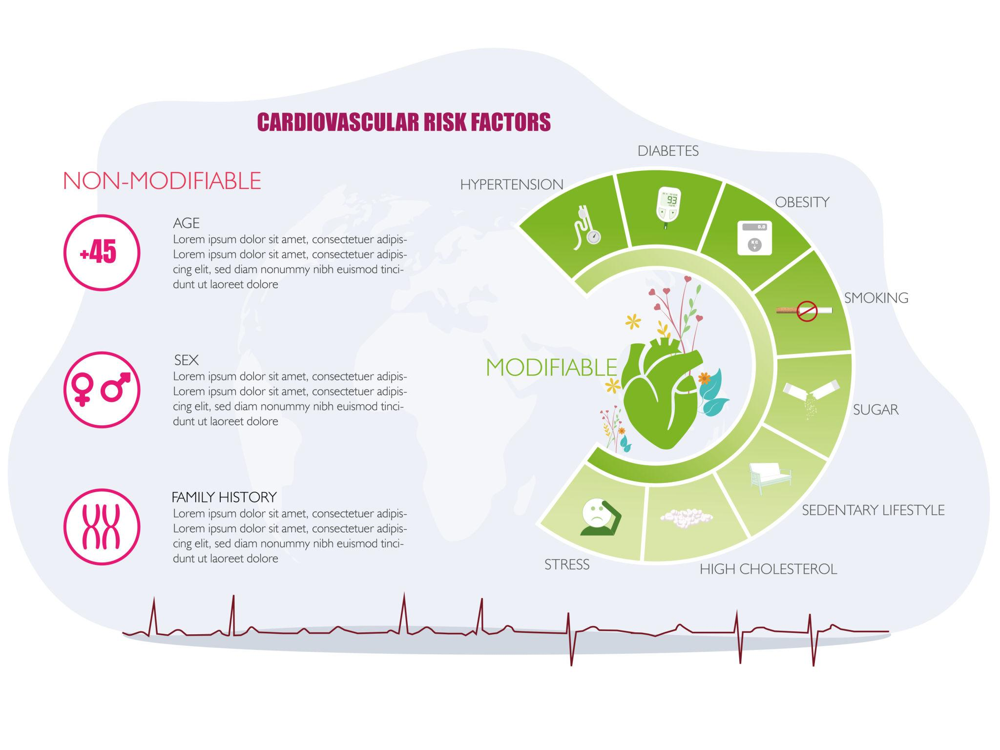 CARDIOVASCULAR RISK FACTORS
NON-MODIFIABLE
+45
AGE
Lorem ipsum dolor sit amet, consectetuer adipis-
Lorem ipsum dolor sit amet, consectetuer adipis-
cing elit, sed diam nonummy nibh euismod tinci-
dunt ut laoreet dolore
SEX
Lorem ipsum dolor sit amet, consectetuer adipis-
Lorem ipsum dolor sit amet, consectetuer adipis-
cing elit, sed diam nonummy nibh euismod tinci-
dunt ut laoreet dolore
FAMILY HISTORY
Lorem ipsum dolor sit amet, consectetuer adipis-
Lorem ipsum dolor sit amet, consectetuer adipis-
cing elit, sed diam nonummy nibh euismod tinci-
dunt ut laoreet dolore
MODIFIABLE
HYPERTENSION
DIABETES
93
mg/dL
OBESITY
0.0
KG
SMOKING
SUGAR
SEDENTARY LIFESTYLE
HIGH CHOLESTEROL
STRESS